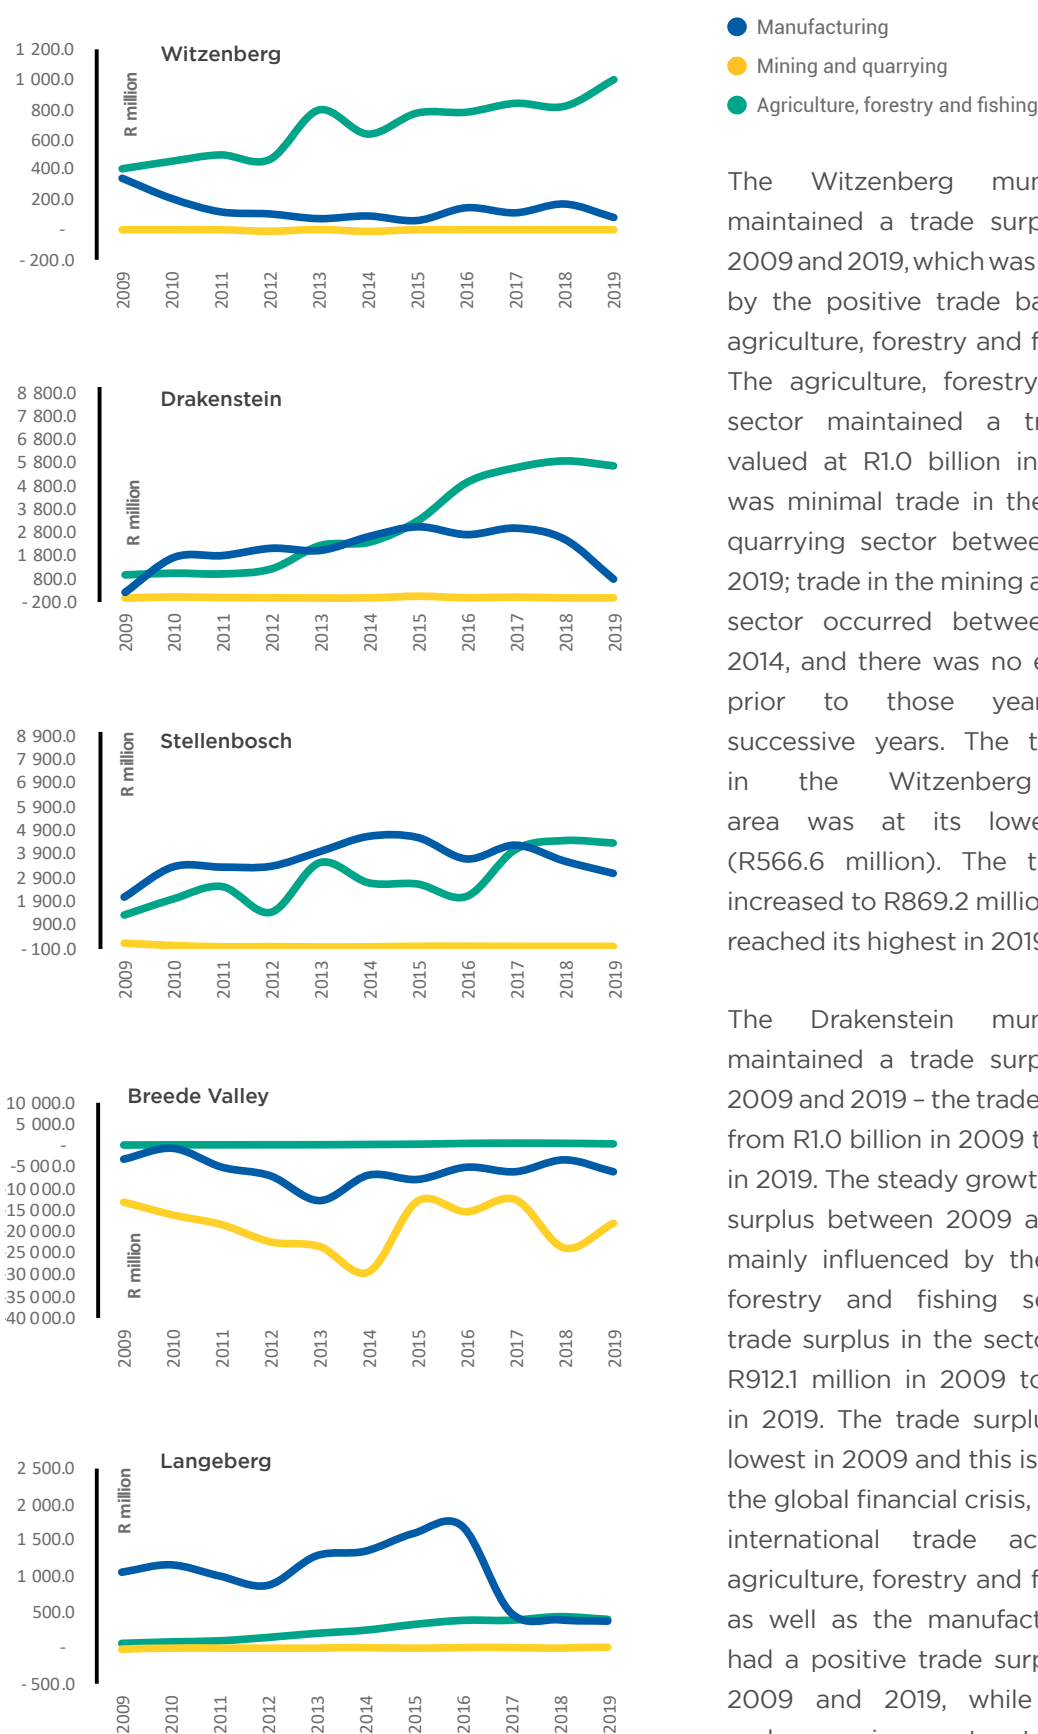 Witzenberg
R million
1 200.0
1 000.0
800.0
600.0
400.0
200.0
-
- 200.0
2009 2010 2011 2012 2013 2014 2015 2016 2017 2018 2019
Drakenstein
R million
8 800.0
7 800.0
6 800.0
5 800.0
4 800.0
3 800.0
2 800.0
1 800.0
800.0
- 200.0
2009 2010 2011 2012 2013 2014 2015 2016 2017 2018 2019
Stellenbosch
R million
8 900.0
7 900.0
6 900.0
5 900.0
4 900.0
3 900.0
2 900.0
1 900.0
900.0
- 100.0
2009 2010 2011 2012 2013 2014 2015 2016 2017 2018 2019
Breede Valley
R million
10 000.0
5 000.0
-
-5 000.0
10 000.0
15 000.0
20 000.0
25 000.0
30 000.0
35 000.0
40 000.0
2009 2010 2011 2012 2013 2014 2015 2016 2017 2018 2019
Langeberg
R million
2 500.0
2 000.0
1 500.0
1 000.0
500.0
-
- 500.0
2009 2010 2011 2012 2013 2014 2015 2016 2017 2018 2019
Manufacturing
Mining and quarrying
Agriculture, forestry and fishing
The Witzenberg mun
maintained a trade surp
2009 and 2019, which was
by the positive trade ba
agriculture, forestry and f
The agriculture, forestry
sector maintained a tr
valued at R1.0 billion in
was minimal trade in the
quarrying sector betwee
2019; trade in the mining a
sector occurred betwee
2014, and there was no e
prior to those year
successive years. The t
in the Witzenberg
area was at its lowe
(R566.6 million). The t
increased to R869.2 millio
reached its highest in 2019
The Drakenstein mun
maintained a trade surp
2009 and 2019 – the trade
from R1.0 billion in 2009 t
in 2019. The steady growt
surplus between 2009 a
mainly influenced by the
forestry and fishing se
trade surplus in the secto
R912.1 million in 2009 to
in 2019. The trade surplu
lowest in 2009 and this is
the global financial crisis,
international trade ac
agriculture, forestry and f
as well as the manufact
had a positive trade surp
2009 and 2019, while